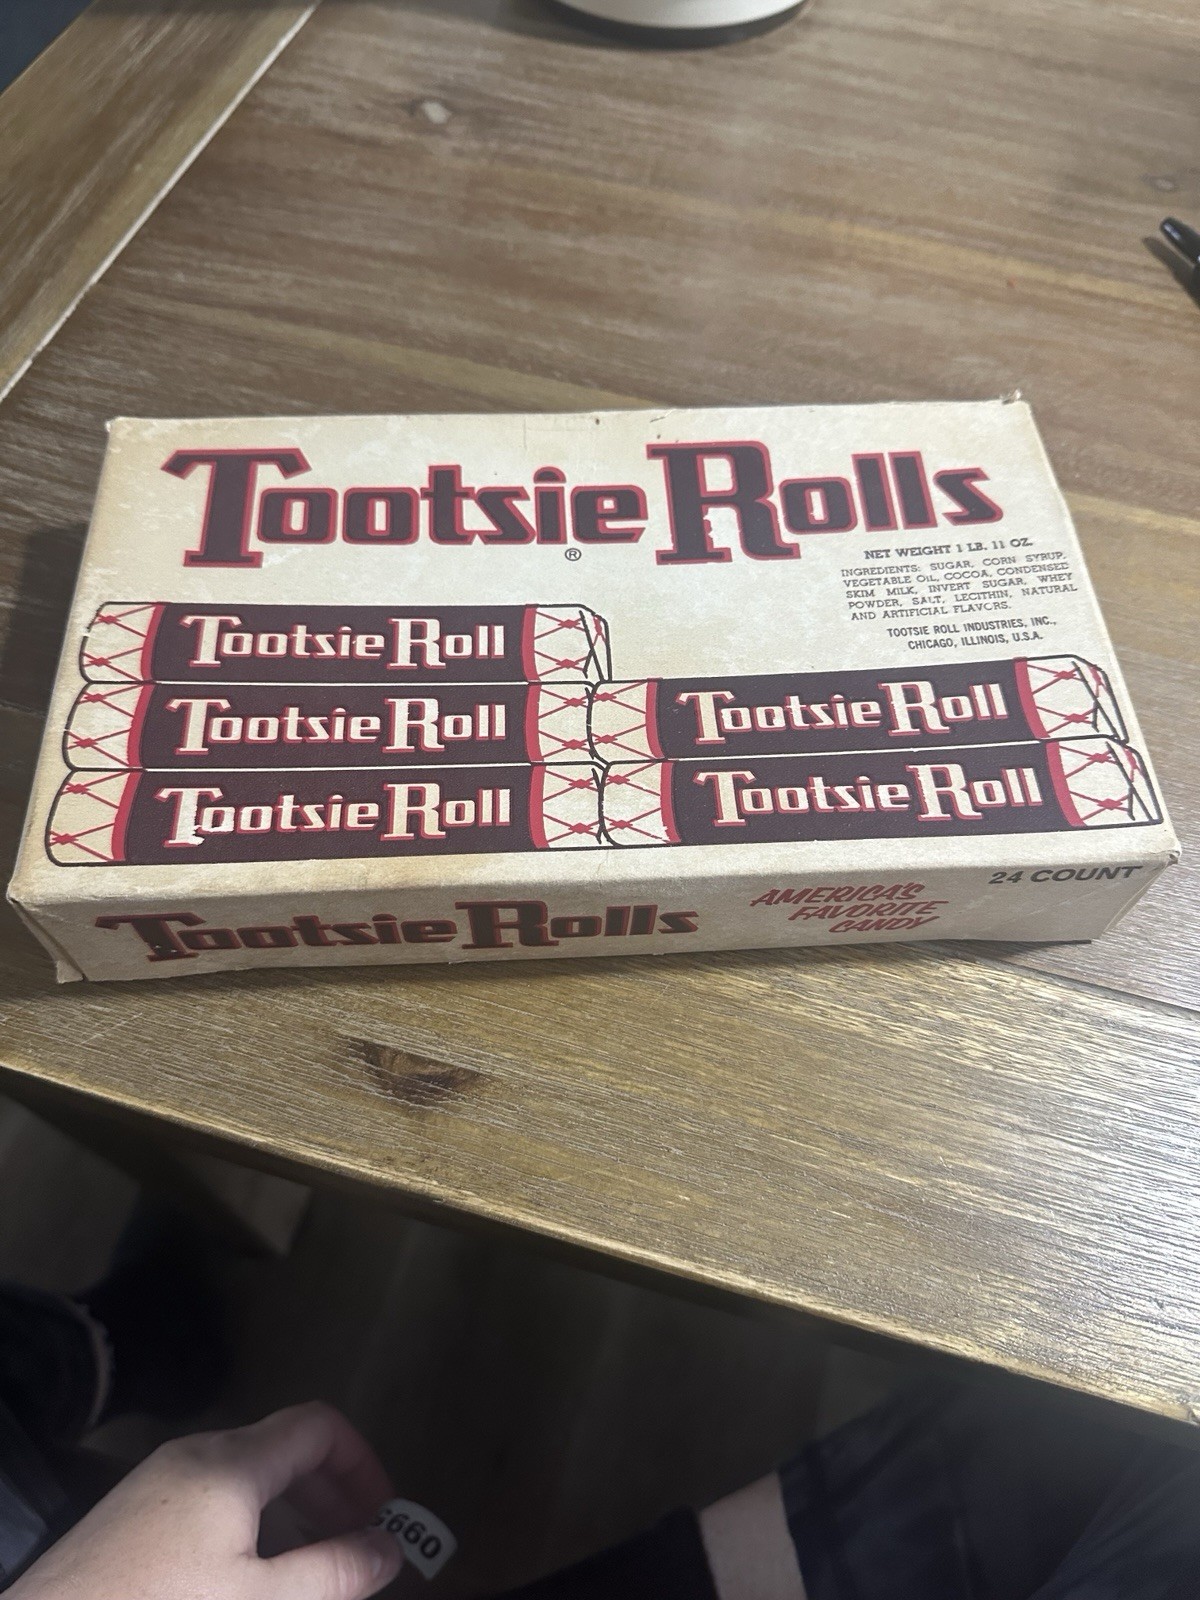 Tootsie Rolls
®
NET WEIGHT 1 LB. 11 OZ.
INGREDIENTS: SUGAR, CORN SYRUP,
VEGETABLE OIL, COCOA, CONDENSED
SKIM MILK, INVERT SUGAR, WHEY
POWDER, SALT, LECITHIN, NATURAL
AND ARTIFICIAL FLAVORS.
TOOTSIE ROLL INDUSTRIES, INC.,
CHICAGO, ILLINOIS, U.S.A.
Tootsie Roll
Tootsie Roll
Tootsie Roll
Tootsie Roll
Tootsie Roll
Tootsie Rolls
AMERICA'S
FAVORITE
CANDY
24 COUNT